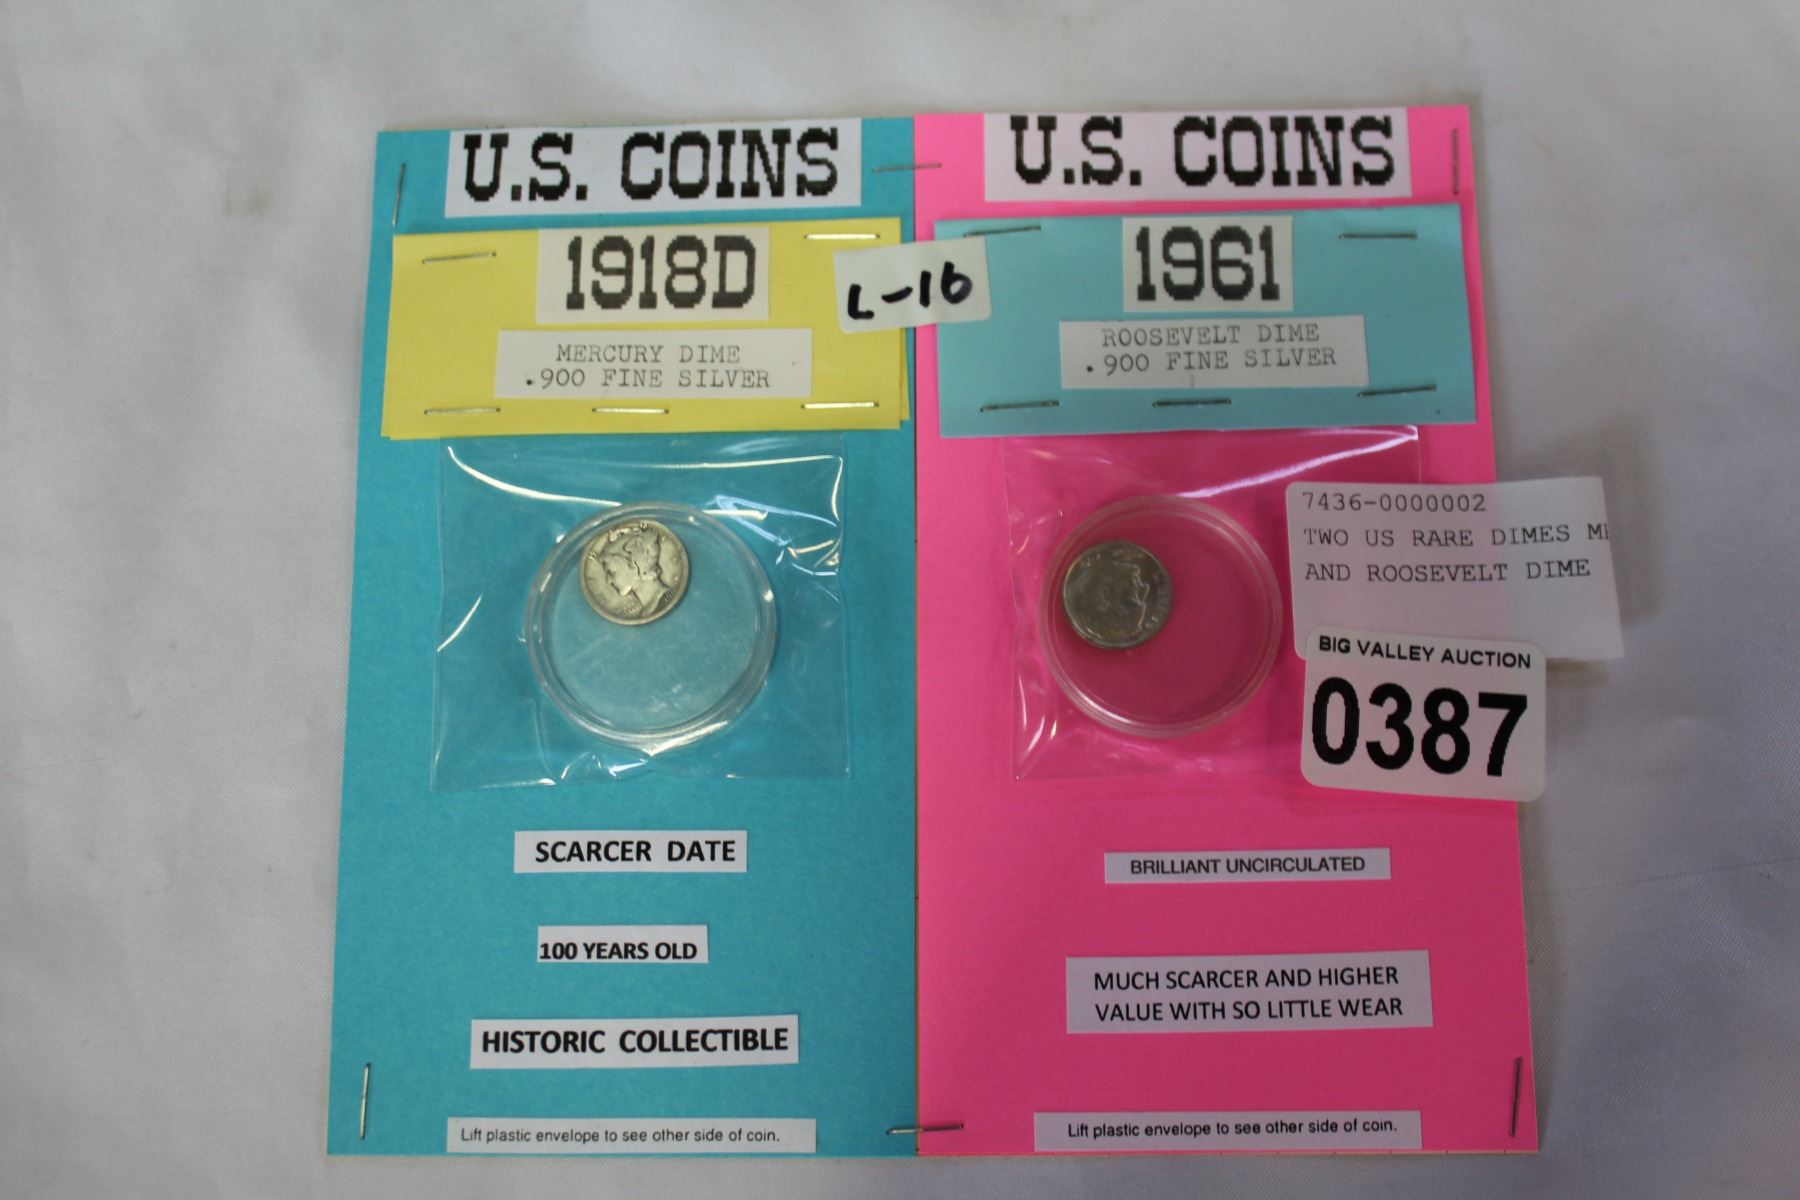 U.S. COINS
1918D
MERCURY DIME
.900 FINE SILVER
L-16
SCARCER DATE
100 YEARS OLD
HISTORIC COLLECTIBLE
Lift plastic envelope to see other side of coin.
U.S. COINS
1961
ROOSEVELT DIME
.900 FINE SILVER
7436-0000002
TWO US RARE DIMES
AND ROOSEVELT DIME
BIG VALLEY AUCTION
0387
BRILLIANT UNCIRCULATED
MUCH SCARCER AND HIGHER
VALUE WITH SO LITTLE WEAR
Lift plastic envelope to see other side of coin.